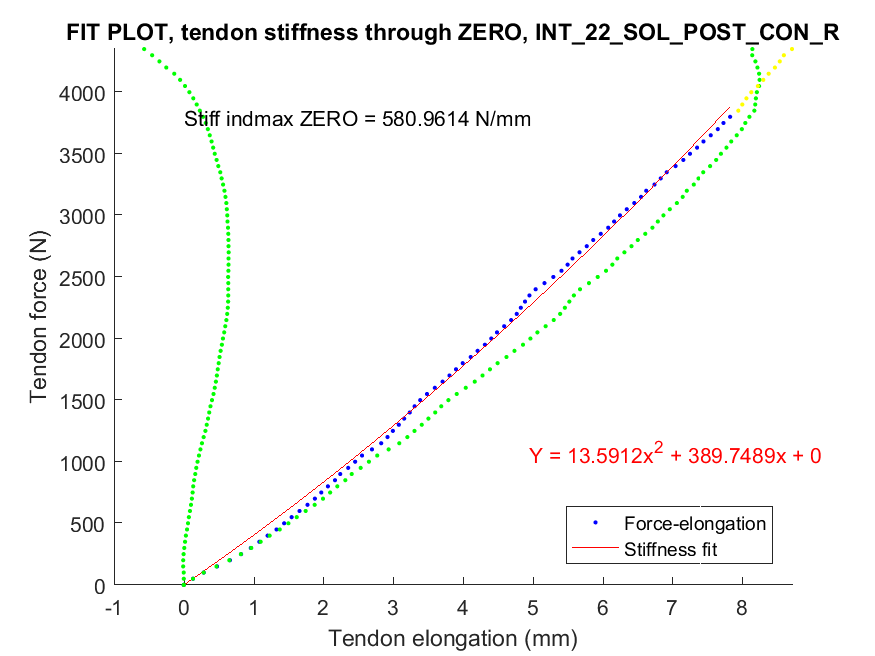 FIT PLOT, tendon stiffness through ZERO, INT_22_SOL_POST_CON_R
4000
Stiff indmax ZERO = 580.9614 N/mm
3500
3000
2500
Tendon force (N)
2000
1500
Y = 13.5912x² + 389.7489x + 0
1000
500
Force-elongation
Stiffness fit
0
-1 0 1 2 3 4 5 6 7 8
Tendon elongation (mm)